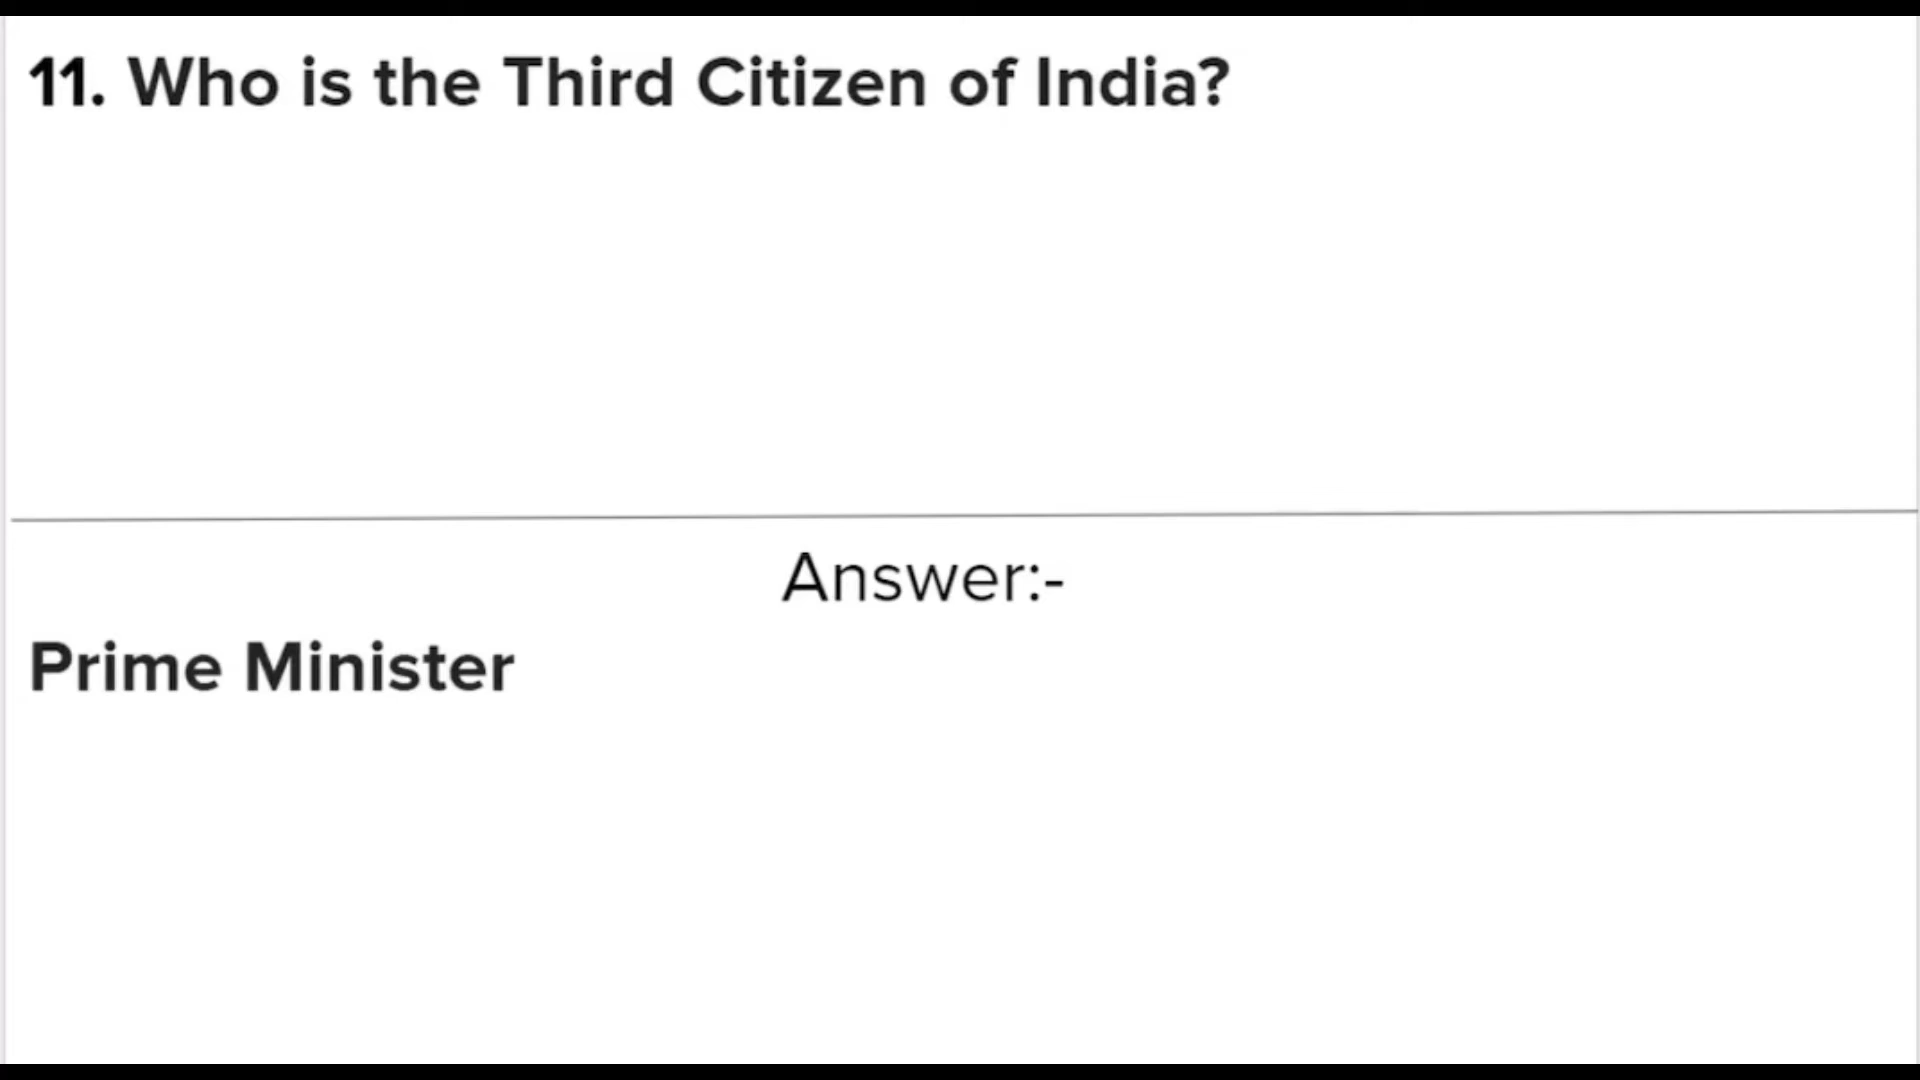 11. Who is the Third Citizen of India?
Answer:-
Prime Minister